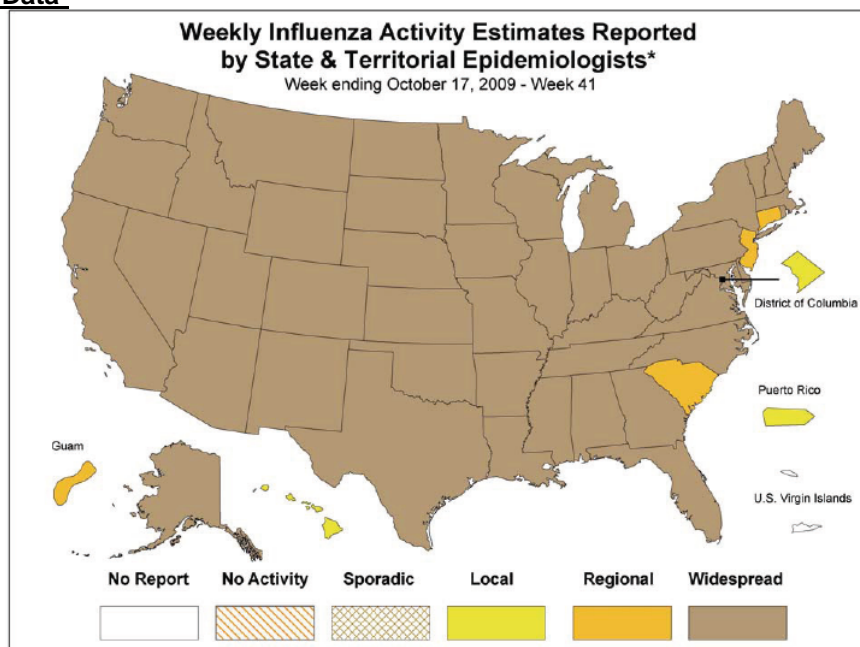 Data
Weekly Influenza Activity Estimates Reported
by State & Territorial Epidemiologists*
Week ending October 17, 2009 - Week 41
District of Columbia
Puerto Rico
Guam
U.S. Virgin Islands
No Report No Activity Sporadic Local Regional Widespread